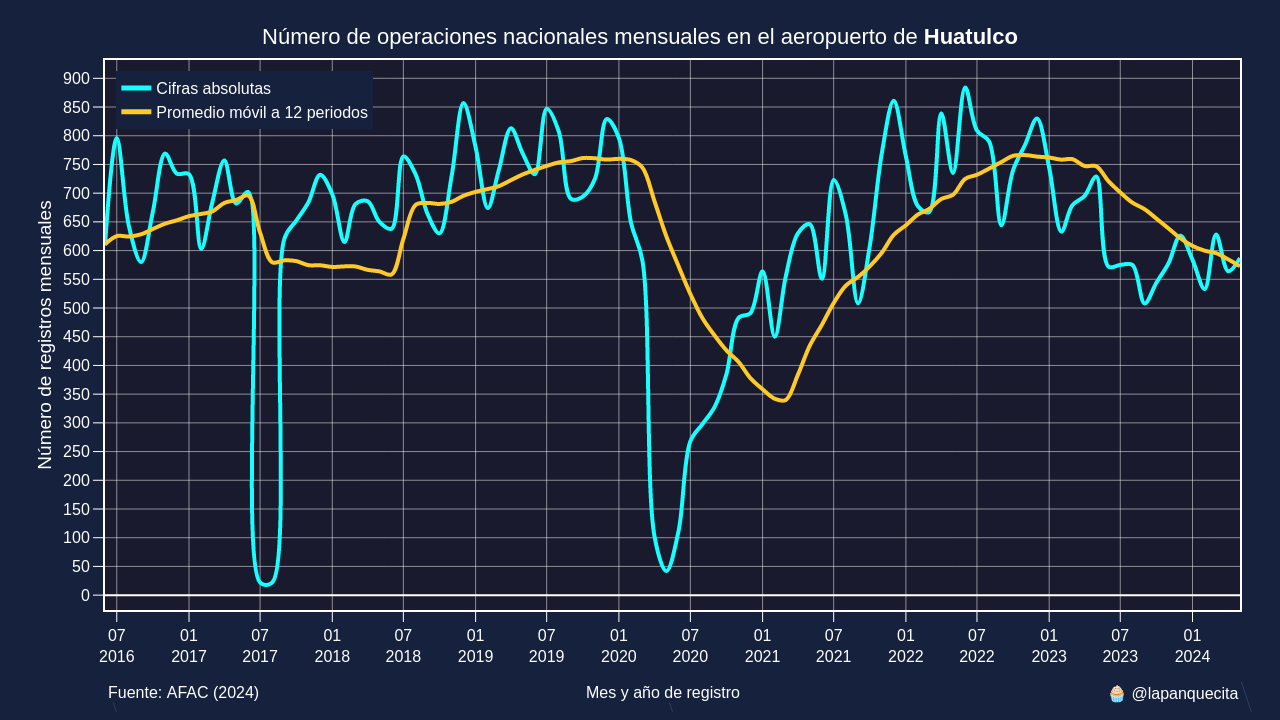 Número de operaciones nacionales mensuales en el aeropuerto de Huatulco
Cifras absolutas
Promedio móvil a 12 periodos
Número de registros mensuales
900
850
800
750
700
650
600
550
500
450
400
350
300
250
200
150
100
50
0
07 01 07 01 07 01 07 01 07 01 07 01 07 01 07 01
2016 2017 2017 2018 2018 2019 2019 2020 2020 2021 2021 2022 2022 2023 2023 2024
Fuente: AFAC (2024)
Mes y año de registro
🧁 @lapanquecita